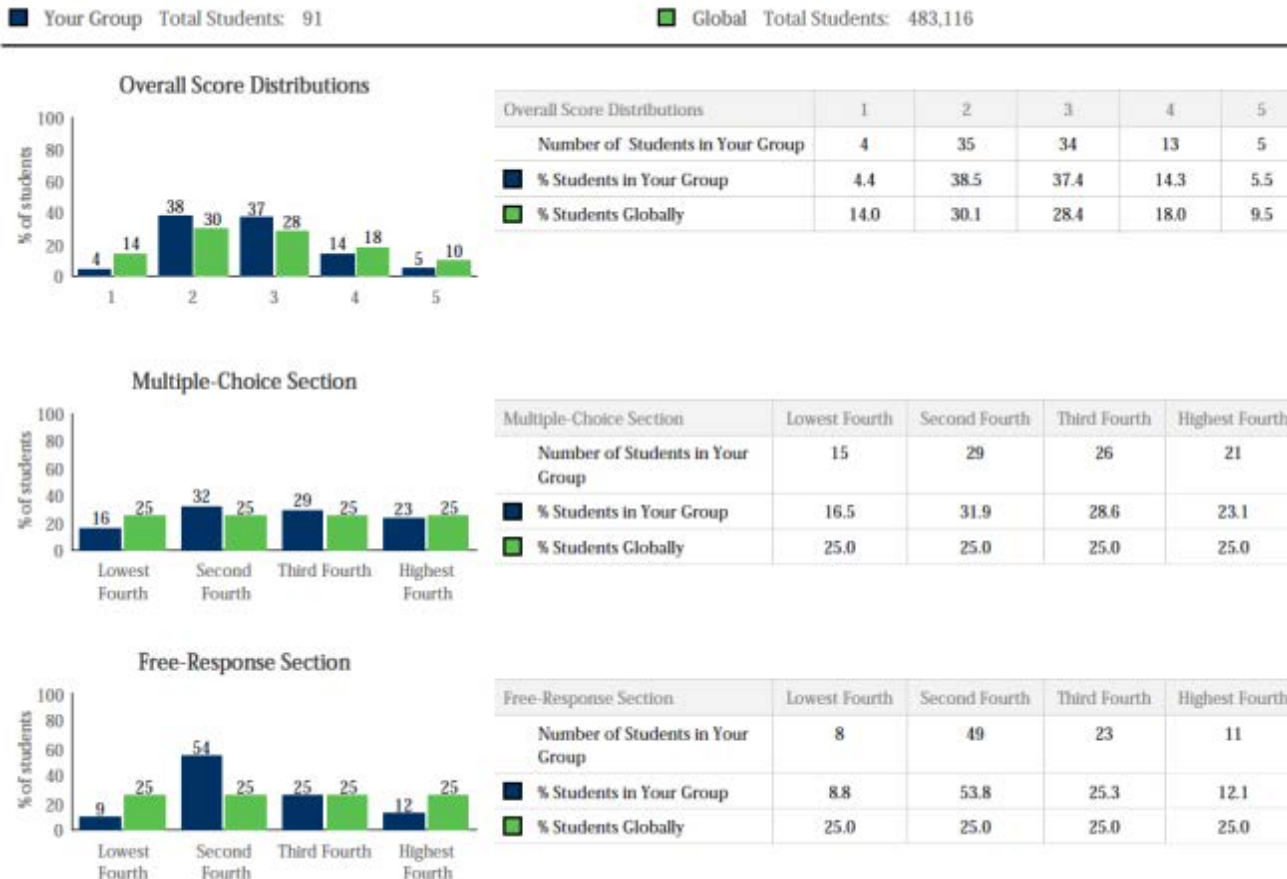 Your Group Total Students: 91
Global Total Students: 483,116
Overall Score Distributions
100
80
60
40
20
0
% of students
4 14 38 30 37 28 14 18 5 10
1 2 3 4 5
Overall Score Distributions 1 2 3 4 5
Number of Students in Your Group 4 35 34 13 5
% Students in Your Group 4.4 38.5 37.4 14.3 5.5
% Students Globally 14.0 30.1 28.4 18.0 9.5
Multiple-Choice Section
100
80
60
40
20
0
% of students
16 25 32 25 29 25 23 25
Lowest Second Third Fourth Highest
Fourth Fourth Fourth
Multiple-Choice Section Lowest Fourth Second Fourth Third Fourth Highest Fourth
Number of Students in Your 15 29 26 21
Group
% Students in Your Group 16.5 31.9 28.6 23.1
% Students Globally 25.0 25.0 25.0 25.0
Free-Response Section
100
80
60
40
20
0
% of students
9 25 54 25 25 25 12 25
Lowest Second Third Fourth Highest
Fourth Fourth Fourth
Free-Response Section Lowest Fourth Second Fourth Third Fourth Highest Fourth
Number of Students in Your 8 49 23 11
Group
% Students in Your Group 8.8 53.8 25.3 12.1
% Students Globally 25.0 25.0 25.0 25.0